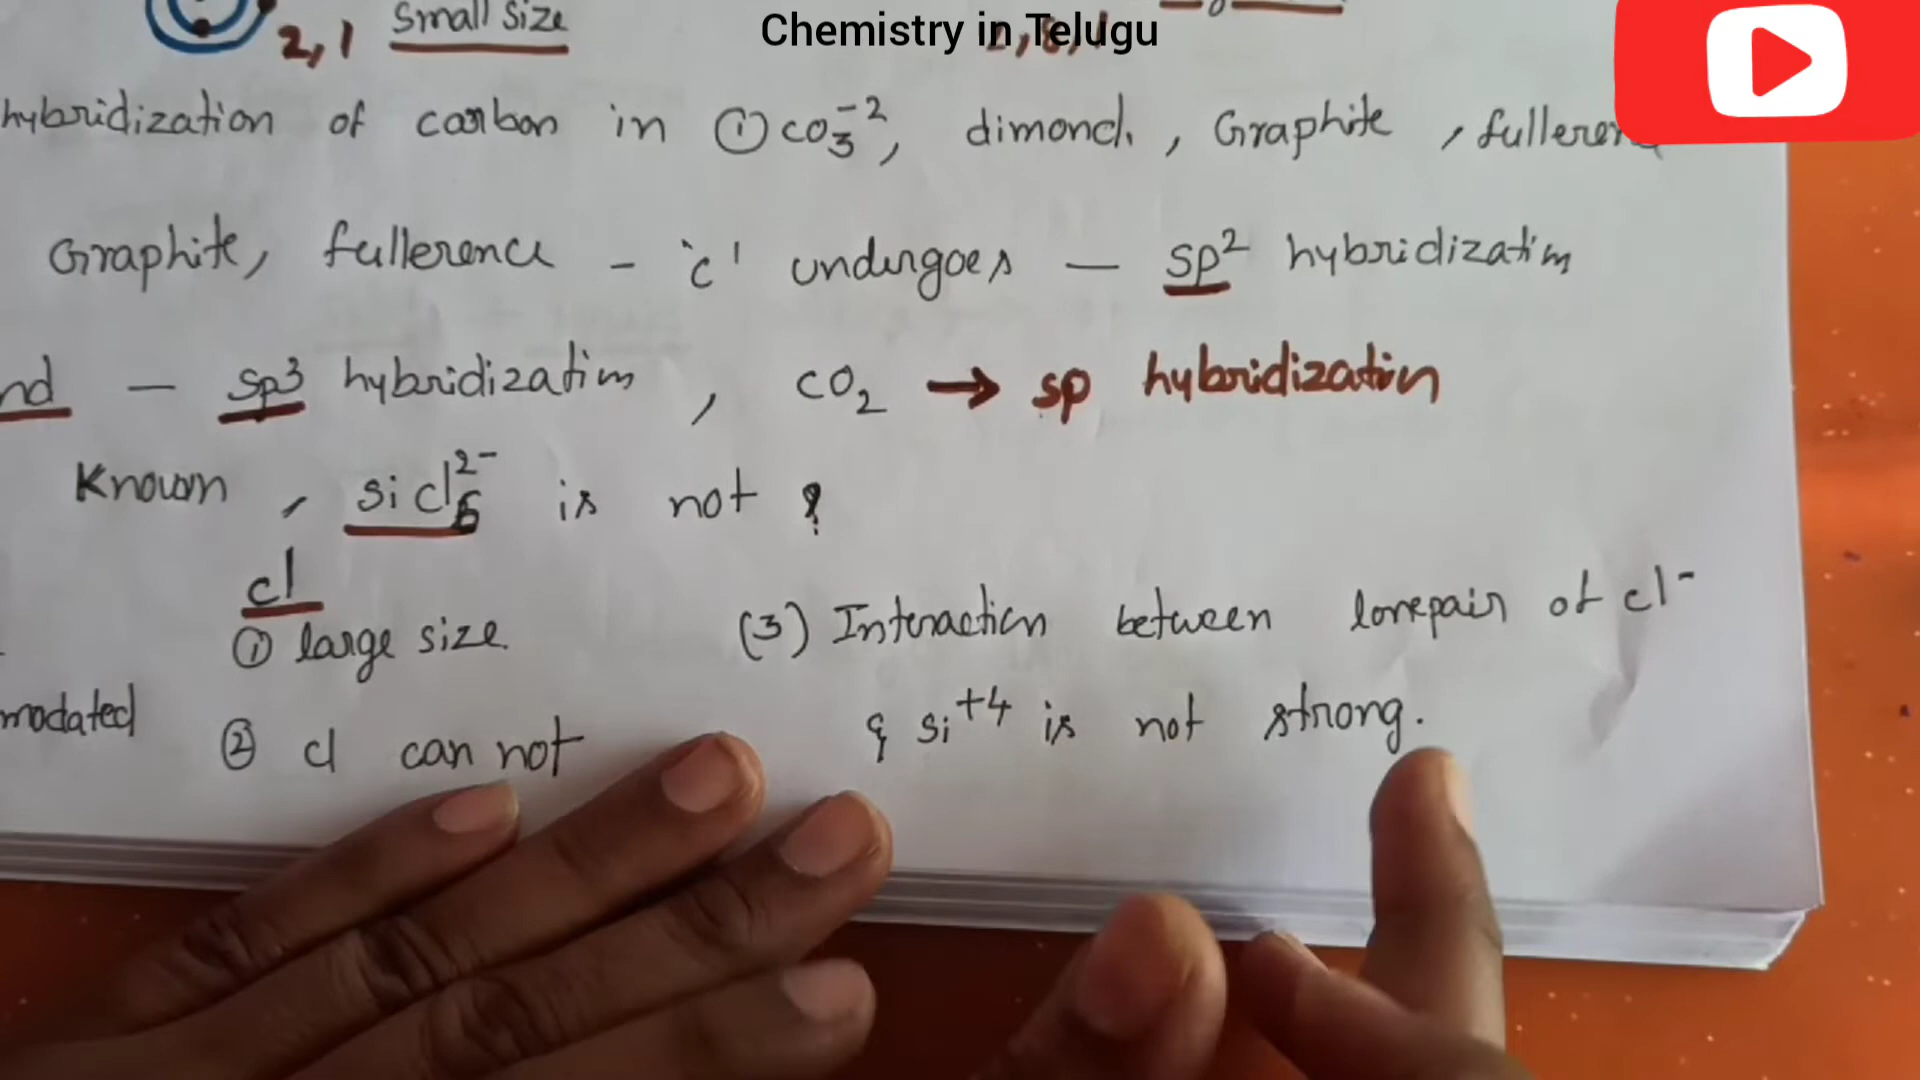 Chemistry in Telugu
2,1 Small Size
hybridization of carbon in ① CO3^-2, dimond, Graphite, fulleren
Graphite, fullerence - 'c' undergoes — sp² hybridization
nd — sp³ hybridization, CO₂ → sp hybridization
Known, SiCl6^2- is not ?
Cl
① large size
(3) Interaction between lonepair of Cl⁻
modated
② Cl can not
& Si^+4 is not strong.